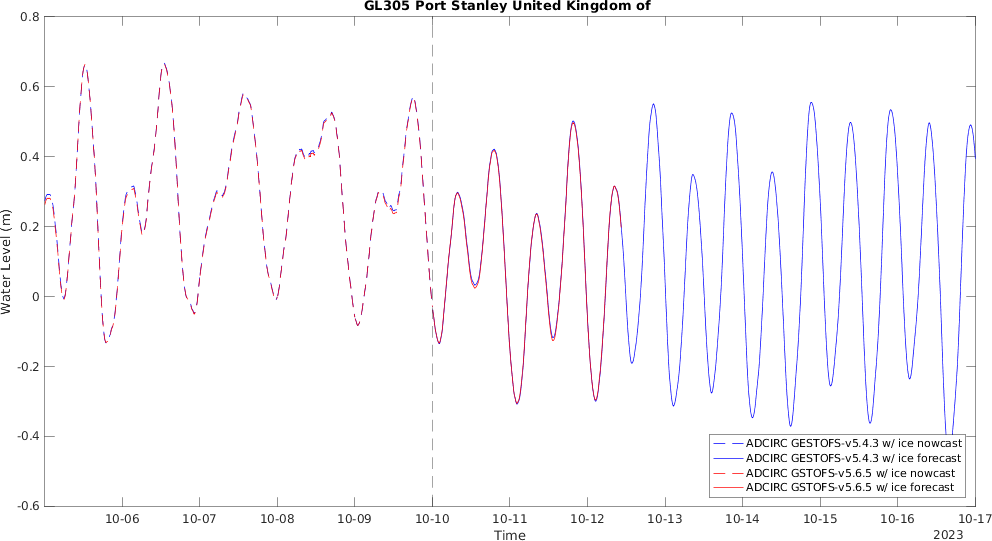 GL305 Port Stanley United Kingdom of
0.8
0.6
0.4
0.2
0
-0.2
-0.4
-0.6
Water Level (m)
ADCIRC GESTOFS-v5.4.3 w/ ice nowcast
ADCIRC GESTOFS-v5.4.3 w/ ice forecast
ADCIRC GSTOFS-v5.6.5 w/ ice nowcast
ADCIRC GSTOFS-v5.6.5 w/ ice forecast
10-06 10-07 10-08 10-09 10-10 10-11 10-12 10-13 10-14 10-15 10-16 10-17
Time
2023